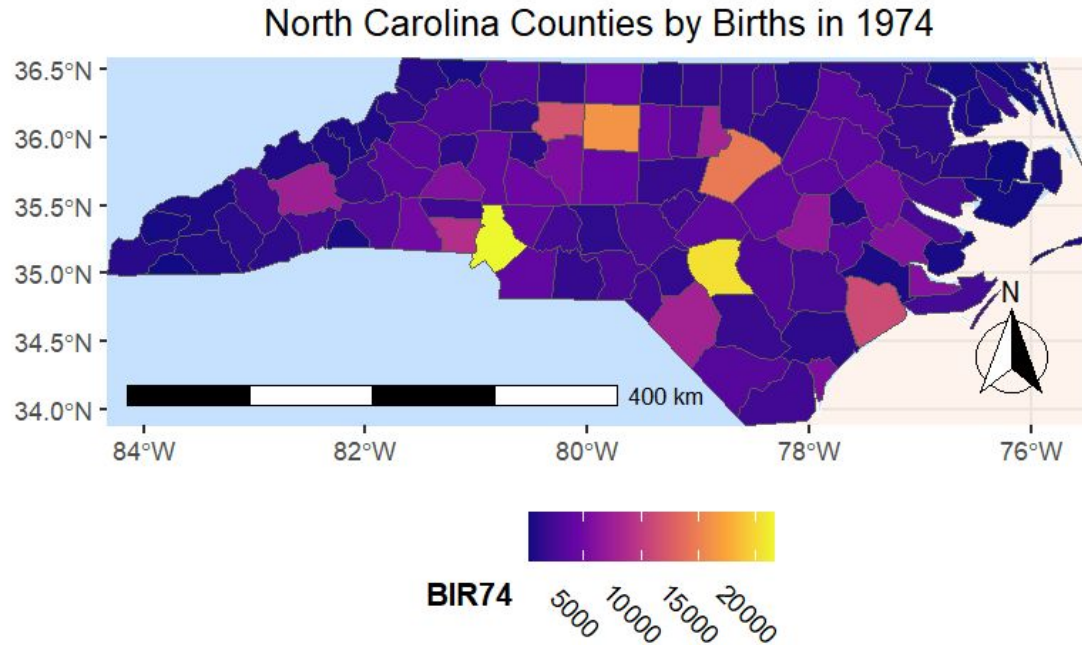 North Carolina Counties by Births in 1974
36.5°N
36.0°N
35.5°N
35.0°N
34.5°N
34.0°N
N
400 km
84°W 82°W 80°W 78°W 76°W
BIR74
5000 10000 15000 20000